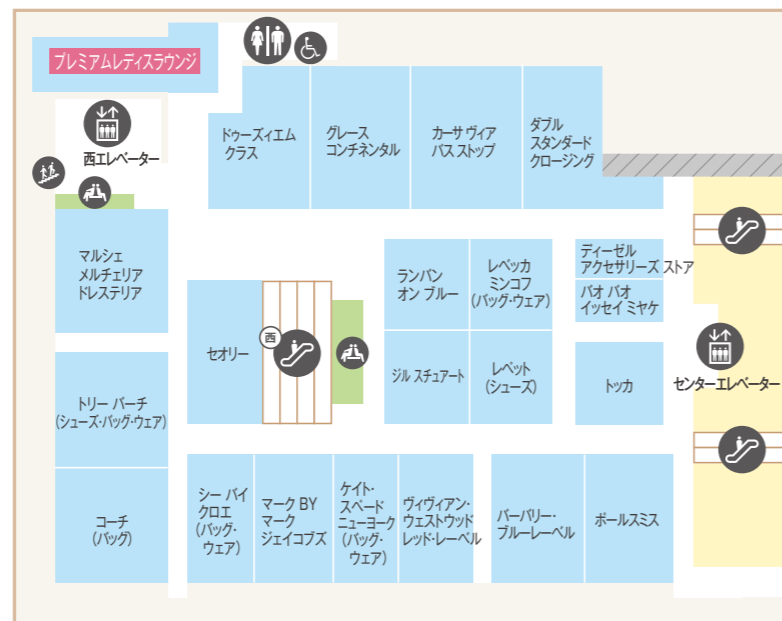 プレミアムレディスラウンジ
西エレベーター
ドゥーズィエム
クラス
グレース
コンチネンタル
カーサ ヴィア
バス ストップ
ダブル
スタンダード
クロージング
マルシェ
メルチェリア
ドレステリア
セオリー
西
ランバン
オン ブルー
レベッカ
ミンコフ
(バッグ・ウェア)
ディーゼル
アクセサリーズ ストア
バオ バオ
イッセイ ミヤケ
ジル スチュアート
レペット
(シューズ)
トッカ
センターエレベーター
トリー バーチ
(シューズ・バッグ・ウェア)
コーチ
(バッグ)
シー バイ
クロエ
(バッグ・
ウェア)
マーク BY
マーク
ジェイコブズ
ケイト・
スペード
ニューヨーク
(バッグ・
ウェア)
ヴィヴィアン・
ウェストウッド
レッド・レーベル
バーバリー・
ブルーレーベル
ポールスミス